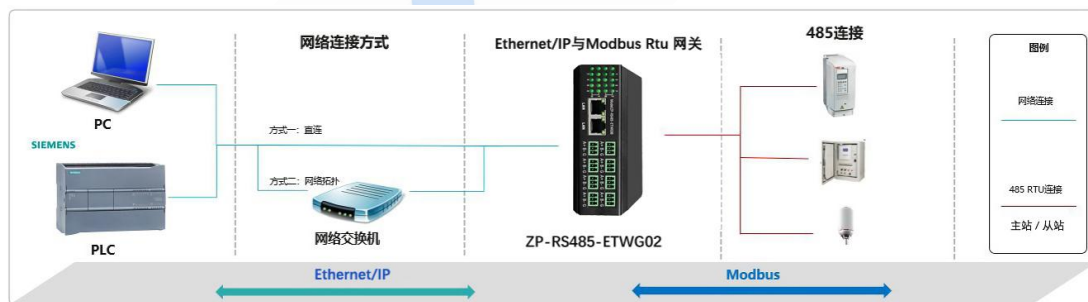 网络连接方式
Ethernet/IP与Modbus Rtu 网关
485连接
图例
PC
方式一：直连
网络连接
SIEMENS
方式二：网络拓扑
485 RTU连接
主站 / 从站
PLC
网络交换机
ZP-RS485-ETWG02
Ethernet/IP
Modbus